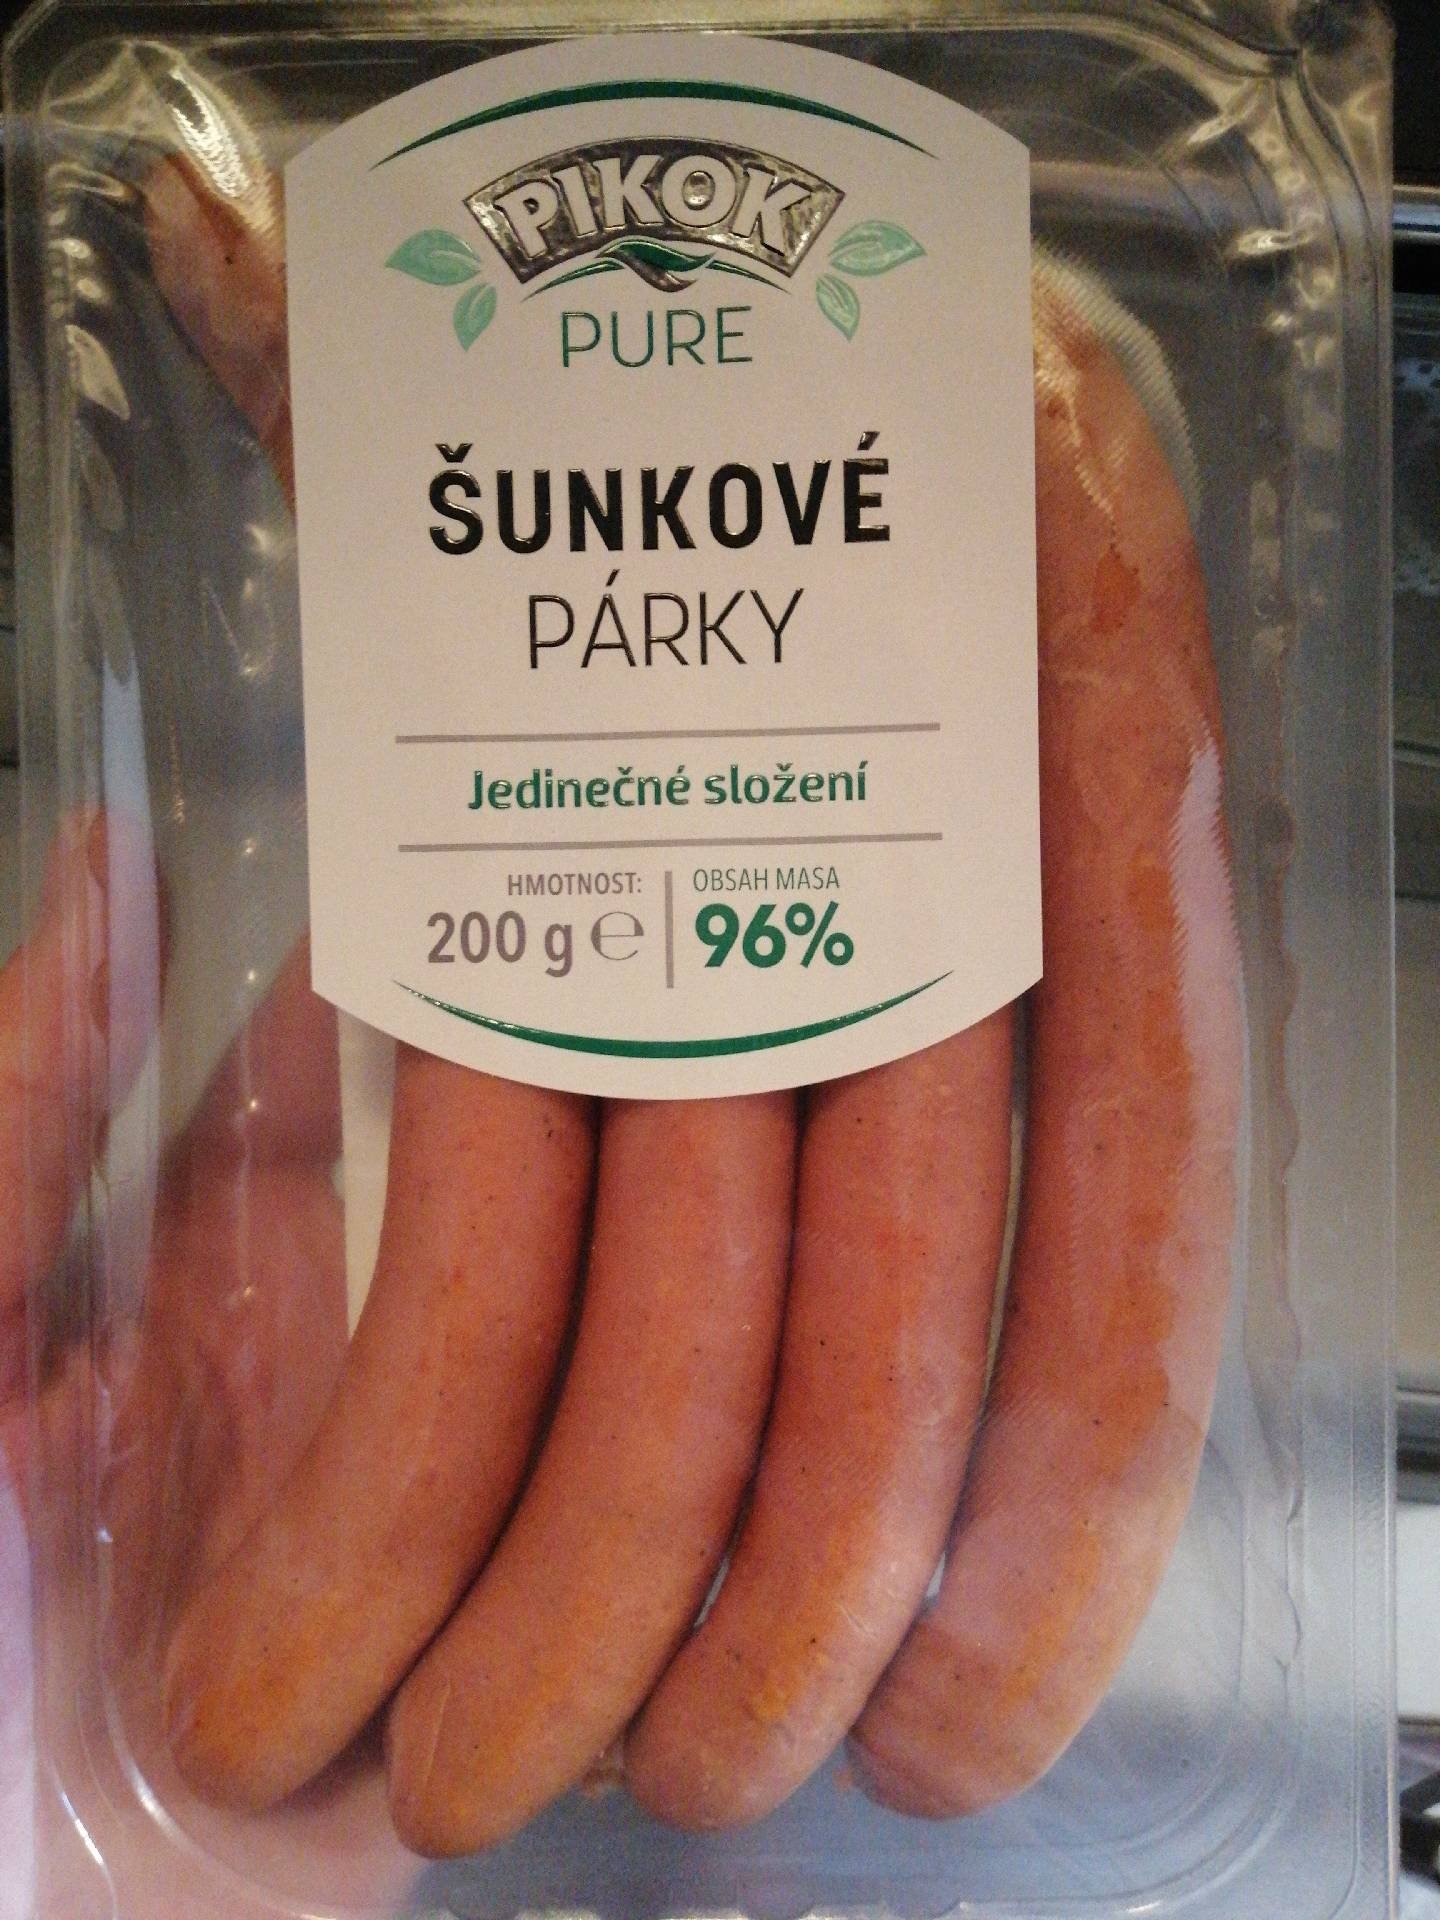 PIKOK
PURE
ŠUNKOVÉ
PÁRKY
Jedinečné složení
HMOTNOST:
200 g ℮
OBSAH MASA
96%